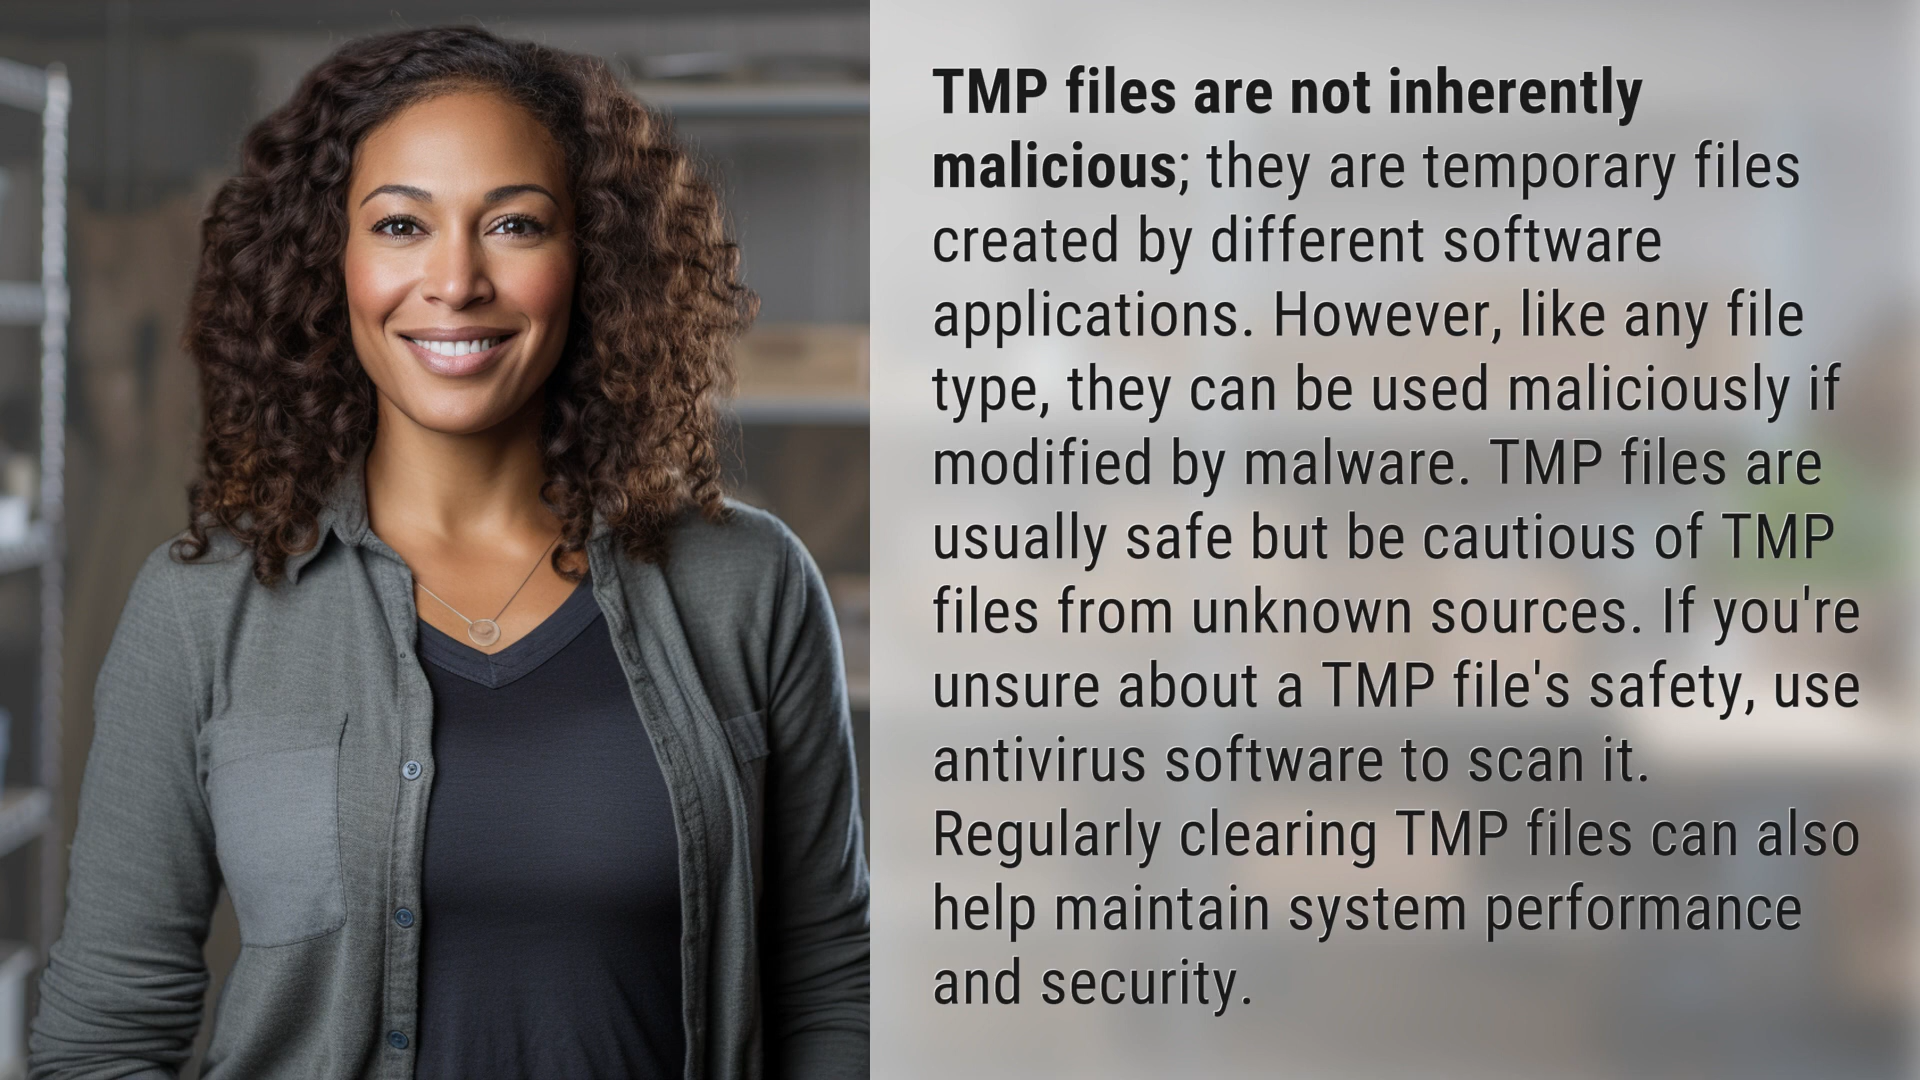 TMP files are not inherently
malicious; they are temporary files
created by different software
applications. However, like any file
type, they can be used maliciously if
modified by malware. TMP files are
usually safe but be cautious of TMP
files from unknown sources. If you're
unsure about a TMP file's safety, use
antivirus software to scan it.
Regularly clearing TMP files can also
help maintain system performance
and security.